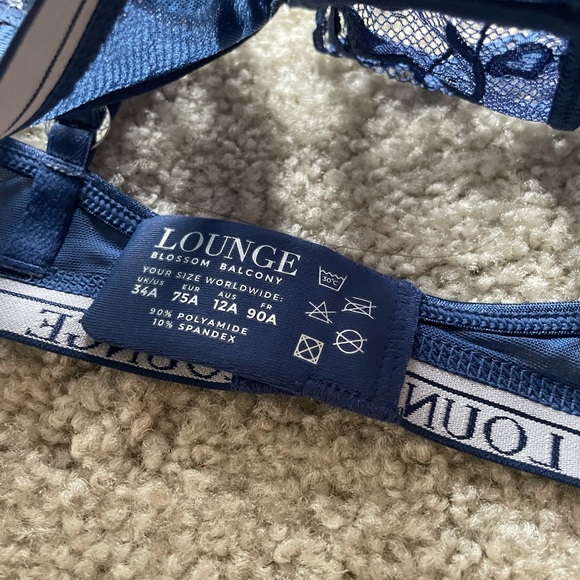 LOUNGE
BLOSSOM BALCONY
YOUR SIZE WORLDWIDE:
UK/US EUR AUS FR
34A 75A 12A 90A
90% POLYAMIDE
10% SPANDEX
30°C
LOUNGE
LOUN